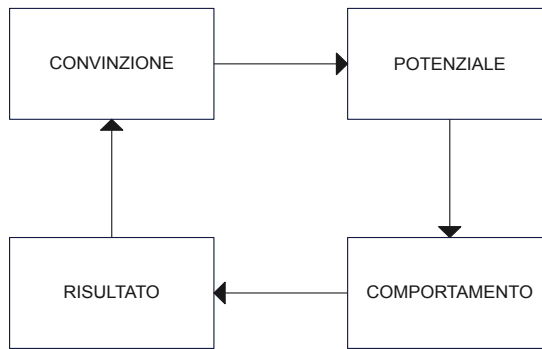 CONVINZIONE
POTENZIALE
RISULTATO
COMPORTAMENTO